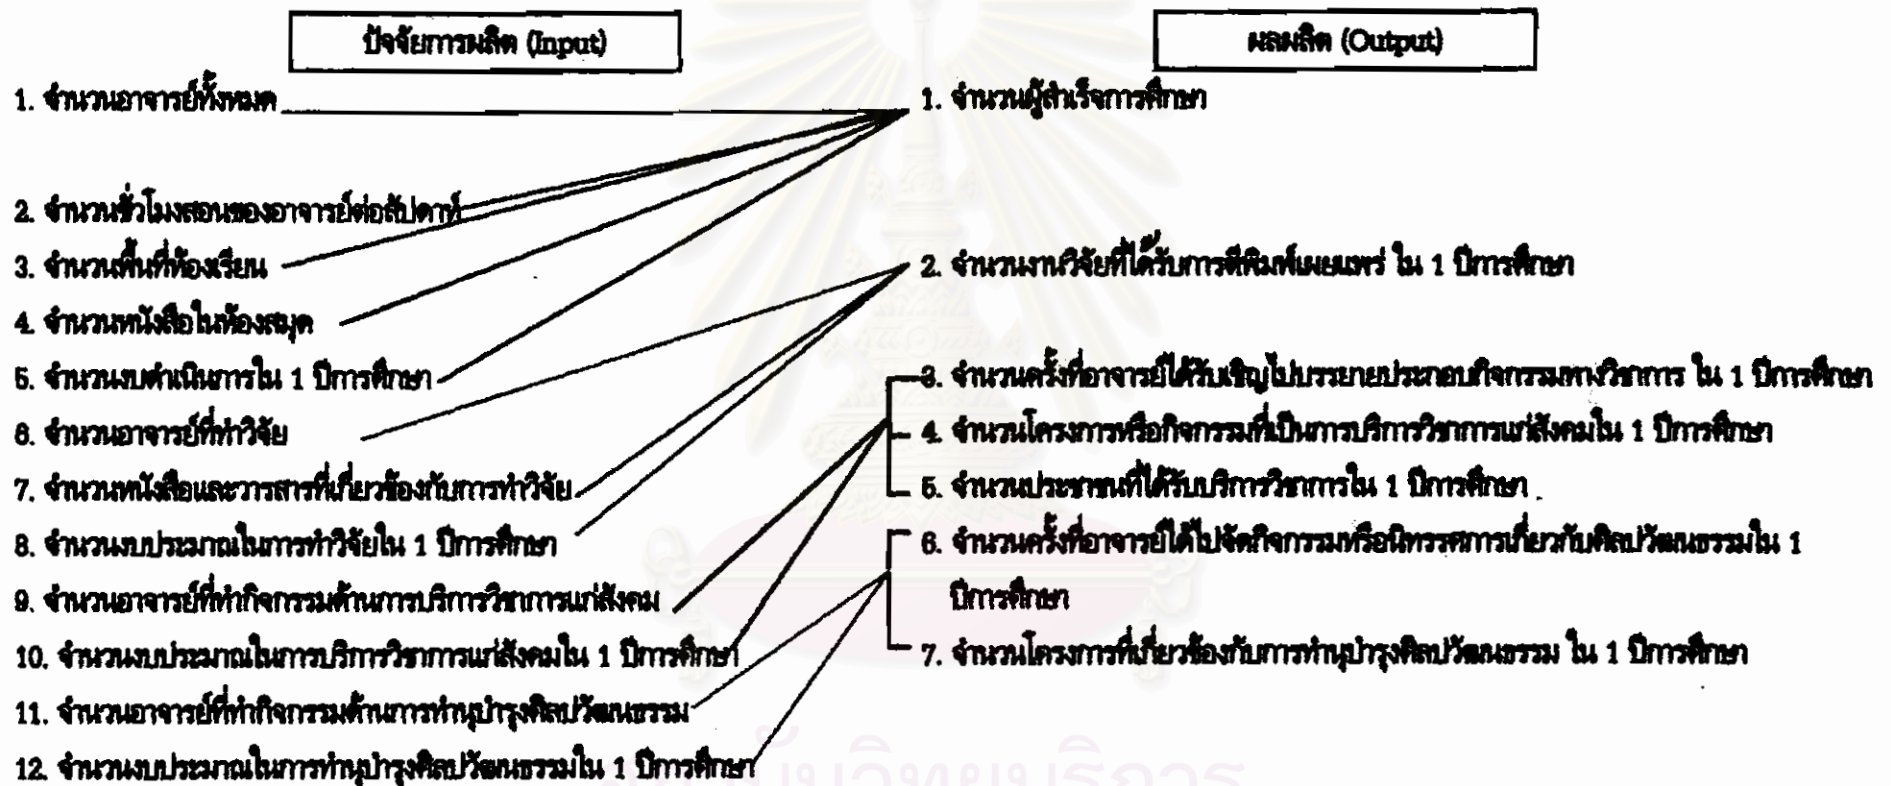 ปัจจัยการผลิต (Input)
ผลผลิต (Output)
1. จำนวนอาจารย์ทั้งหมด
2. จำนวนชั่วโมงสอนของอาจารย์ต่อสัปดาห์
3. จำนวนพื้นที่ห้องเรียน
4. จำนวนหนังสือในห้องสมุด
5. จำนวนงบดำเนินการใน 1 ปีการศึกษา
6. จำนวนอาจารย์ที่ทำวิจัย
7. จำนวนหนังสือและวารสารที่เกี่ยวข้องกับการทำวิจัย
8. จำนวนงบประมาณในการทำวิจัยใน 1 ปีการศึกษา
9. จำนวนอาจารย์ที่ทำกิจกรรมด้านการบริการวิชาการแก่สังคม
10. จำนวนงบประมาณในการบริการวิชาการแก่สังคมใน 1 ปีการศึกษา
11. จำนวนอาจารย์ที่ทำกิจกรรมด้านการทำนุบำรุงศิลปวัฒนธรรม
12. จำนวนงบประมาณในการทำนุบำรุงศิลปวัฒนธรรมใน 1 ปีการศึกษา
1. จำนวนผู้สำเร็จการศึกษา
2. จำนวนงานวิจัยที่ได้รับการตีพิมพ์เผยแพร่ ใน 1 ปีการศึกษา
3. จำนวนครั้งที่อาจารย์ได้รับเชิญไปบรรยายประกอบกิจกรรมทางวิชาการ ใน 1 ปีการศึกษา
4. จำนวนโครงการหรือกิจกรรมที่เป็นการบริการวิชาการแก่สังคมใน 1 ปีการศึกษา
5. จำนวนประชาชนที่ได้รับบริการวิชาการใน 1 ปีการศึกษา
6. จำนวนครั้งที่อาจารย์ได้ไปจัดกิจกรรมหรือนิทรรศการเกี่ยวกับศิลปวัฒนธรรมใน 1
ปีการศึกษา
7. จำนวนโครงการที่เกี่ยวข้องกับการทำนุบำรุงศิลปวัฒนธรรม ใน 1 ปีการศึกษา